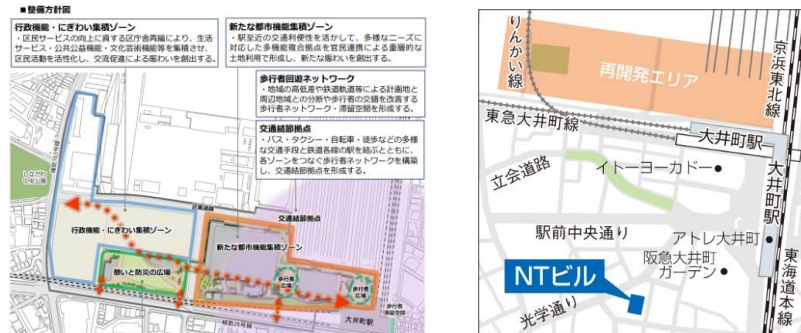 ■整備方針図
行政機能・にぎわい集積ゾーン
・区民サービスの向上に資する区庁舎再編により、生活
サービス・公共公益機能・文化芸術機能等を集積させ、
区民活動を活性化し、交流促進による賑わいを創出する。
新たな都市機能集積ゾーン
・駅至近の交通利便性を活かして、多様なニーズに
対応した多機能複合拠点を官民連携による重層的な
土地利用で形成し、新たな賑わいを創出する。
歩行者回遊ネットワーク
・地域の高低差や鉄道軌道等による計画地と
周辺地域との分断や歩行者の交錯を改善する
歩行者ネットワーク・滞留空間を形成する。
交通結節拠点
・バス・タクシー・自転車・徒歩などの多様
な交通手段と鉄道各線の駅を結ぶとともに、
各ゾーンをつなぐ歩行者ネットワークを構築
し、交通結節拠点を形成する。
しながわ
中央公園
行政機能・にぎわい集積ゾーン
交通結節拠点
新たな都市機能集積ゾーン
憩いと防災の広場
歩行者
広場
歩行者
広場
歩行者
滞留空間
補助26号線
大井町駅
りんかい線
再開発エリア
京浜東北線
東急大井町線
大井町駅
立会道路
イトーヨーカドー
大井町駅
駅前中央通り
アトレ大井町
阪急大井町
ガーデン
NTビル
光学通り
東海道本線